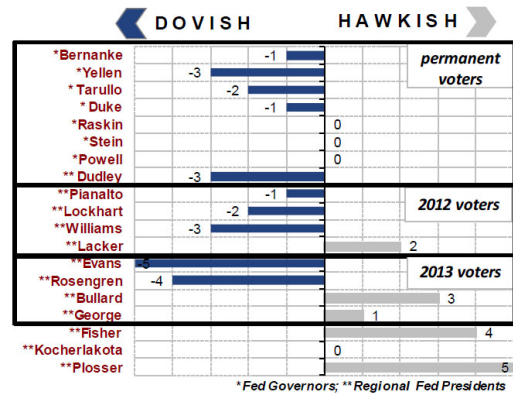 DOVISH HAWKISH
*Bernanke -1 permanent
*Yellen -3 voters
*Tarullo -2
*Duke -1
*Raskin 0
*Stein 0
*Powell 0
** Dudley -3
**Pianalto -1 2012 voters
**Lockhart -2
**Williams -3
**Lacker 2
**Evans -5 2013 voters
**Rosengren -4
**Bullard 3
**George 1
**Fisher 4
**Kocherlakota 0
**Plosser 5
*Fed Governors; **Regional Fed Presidents